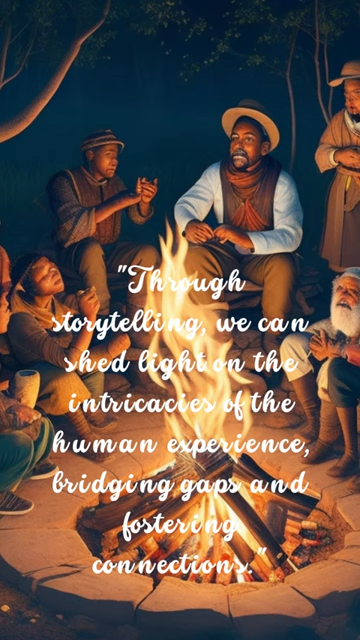 "Through
storytelling, we can
shed light on the
intricacies of the
human experience,
bridging gaps and
fostering
connections."